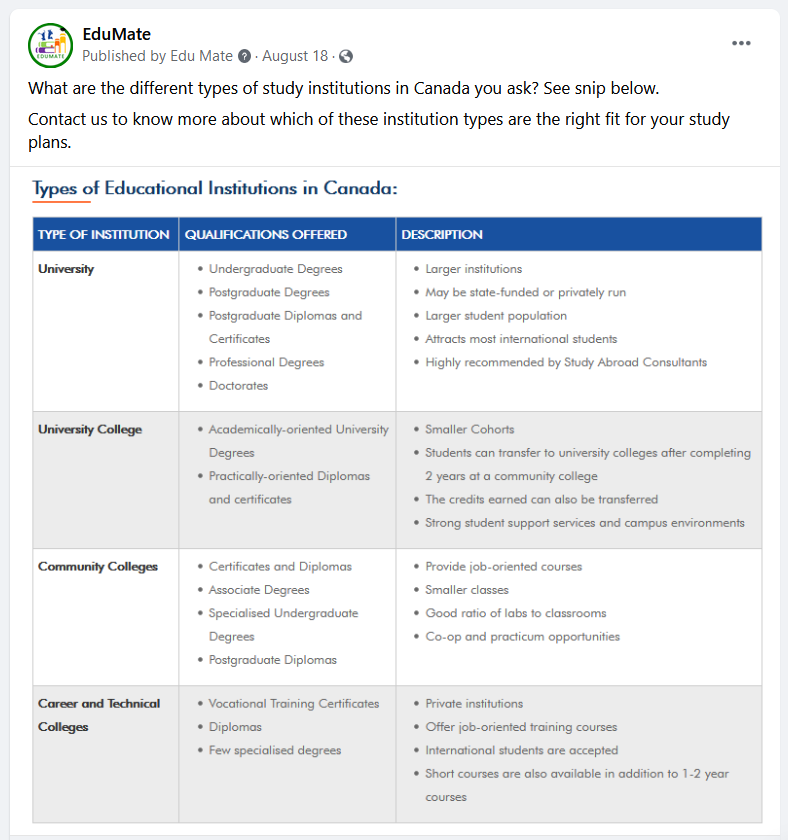 EduMate
Published by Edu Mate · August 18 ·
What are the different types of study institutions in Canada you ask? See snip below.
Contact us to know more about which of these institution types are the right fit for your study
plans.
Types of Educational Institutions in Canada:
TYPE OF INSTITUTION QUALIFICATIONS OFFERED DESCRIPTION
University
• Undergraduate Degrees
• Postgraduate Degrees
• Postgraduate Diplomas and
Certificates
• Professional Degrees
• Doctorates
• Larger institutions
• May be state-funded or privately run
• Larger student population
• Attracts most international students
• Highly recommended by Study Abroad Consultants
University College
• Academically-oriented University
Degrees
• Practically-oriented Diplomas
and certificates
• Smaller Cohorts
• Students can transfer to university colleges after completing
2 years at a community college
• The credits earned can also be transferred
• Strong student support services and campus environments
Community Colleges
• Certificates and Diplomas
• Associate Degrees
• Specialised Undergraduate
Degrees
• Postgraduate Diplomas
• Provide job-oriented courses
• Smaller classes
• Good ratio of labs to classrooms
• Co-op and practicum opportunities
Career and Technical
Colleges
• Vocational Training Certificates
• Diplomas
• Few specialised degrees
• Private institutions
• Offer job-oriented training courses
• International students are accepted
• Short courses are also available in addition to 1-2 year
courses
EDUMATE